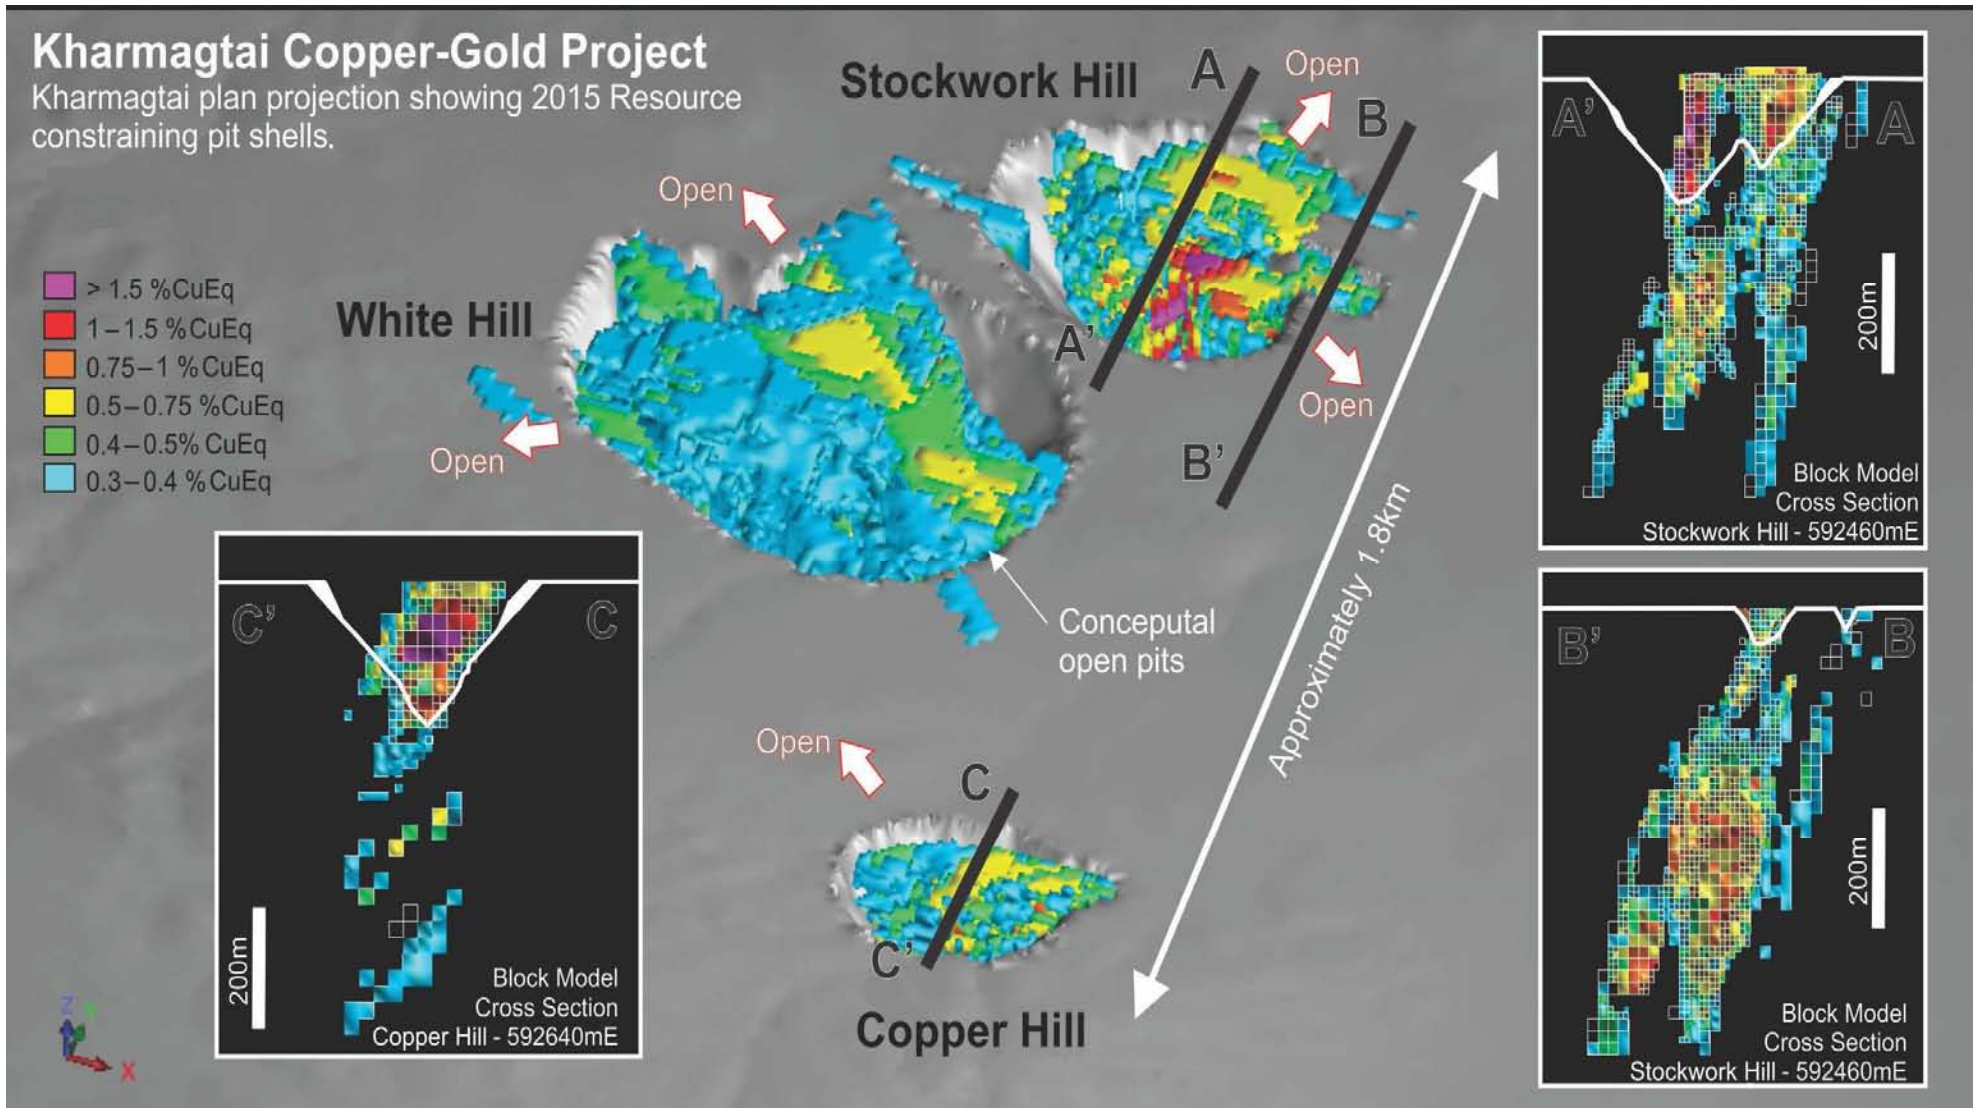 Kharmagtai Copper-Gold Project
Kharmagtai plan projection showing 2015 Resource
constraining pit shells.
Stockwork Hill
A
Open
B
Open
White Hill
> 1.5 %CuEq
1–1.5 %CuEq
0.75–1 %CuEq
0.5–0.75 %CuEq
0.4–0.5% CuEq
0.3–0.4 %CuEq
A'
Open
Open
B'
Approximately 1.8km
Conceputal
open pits
Open
C
C'
Copper Hill
A'
A
200m
Block Model
Cross Section
Stockwork Hill - 592460mE
B'
B
200m
Block Model
Cross Section
Stockwork Hill - 592460mE
C'
C
200m
Block Model
Cross Section
Copper Hill - 592640mE
Z
Y
X